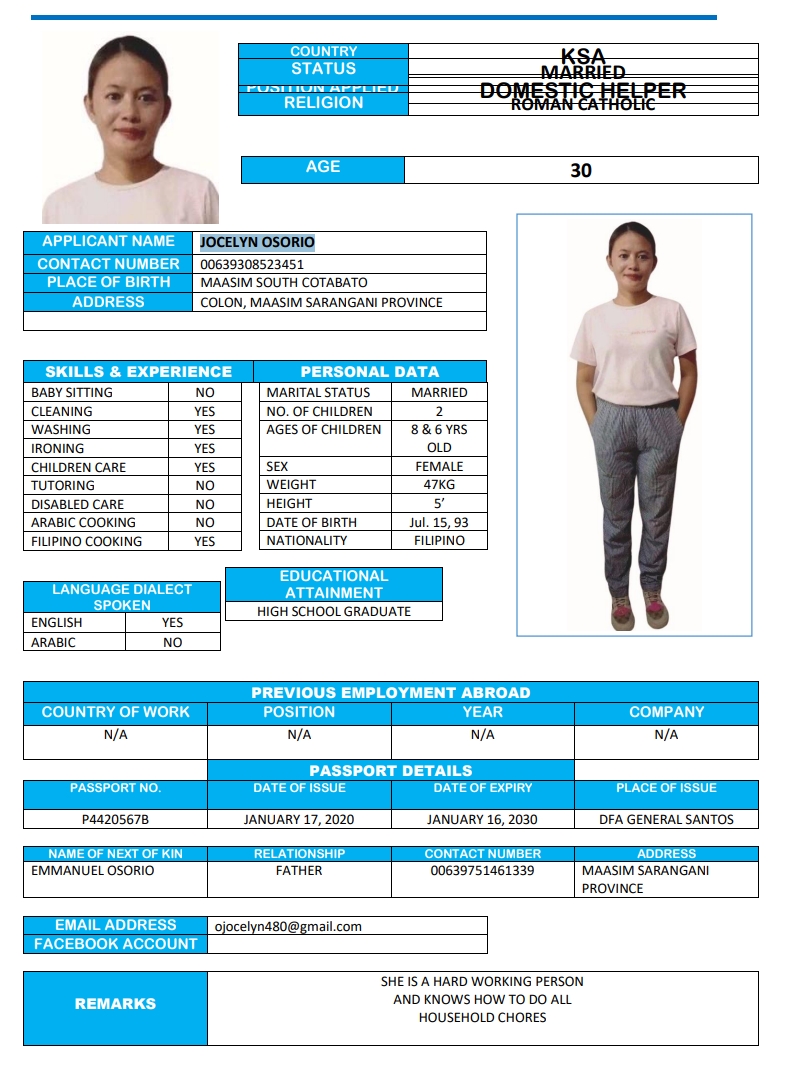 COUNTRY KSA
STATUS MARRIED
POSITION APPLIED DOMESTIC HELPER
RELIGION ROMAN CATHOLIC
AGE 30
APPLICANT NAME JOCELYN OSORIO
CONTACT NUMBER 00639308523451
PLACE OF BIRTH MAASIM SOUTH COTABATO
ADDRESS COLON, MAASIM SARANGANI PROVINCE
SKILLS & EXPERIENCE PERSONAL DATA
BABY SITTING NO MARITAL STATUS MARRIED
CLEANING YES NO. OF CHILDREN 2
WASHING YES AGES OF CHILDREN 8 & 6 YRS
IRONING YES OLD
CHILDREN CARE YES SEX FEMALE
TUTORING NO WEIGHT 47KG
DISABLED CARE NO HEIGHT 5’
ARABIC COOKING NO DATE OF BIRTH Jul. 15, 93
FILIPINO COOKING YES NATIONALITY FILIPINO
LANGUAGE DIALECT
SPOKEN
ENGLISH YES
ARABIC NO
EDUCATIONAL
ATTAINMENT
HIGH SCHOOL GRADUATE
PREVIOUS EMPLOYMENT ABROAD
COUNTRY OF WORK POSITION YEAR COMPANY
N/A N/A N/A N/A
PASSPORT DETAILS
PASSPORT NO. DATE OF ISSUE DATE OF EXPIRY PLACE OF ISSUE
P4420567B JANUARY 17, 2020 JANUARY 16, 2030 DFA GENERAL SANTOS
NAME OF NEXT OF KIN RELATIONSHIP CONTACT NUMBER ADDRESS
EMMANUEL OSORIO FATHER 00639751461339 MAASIM SARANGANI
PROVINCE
EMAIL ADDRESS ojocelyn480@gmail.com
FACEBOOK ACCOUNT
REMARKS
SHE IS A HARD WORKING PERSON
AND KNOWS HOW TO DO ALL
HOUSEHOLD CHORES